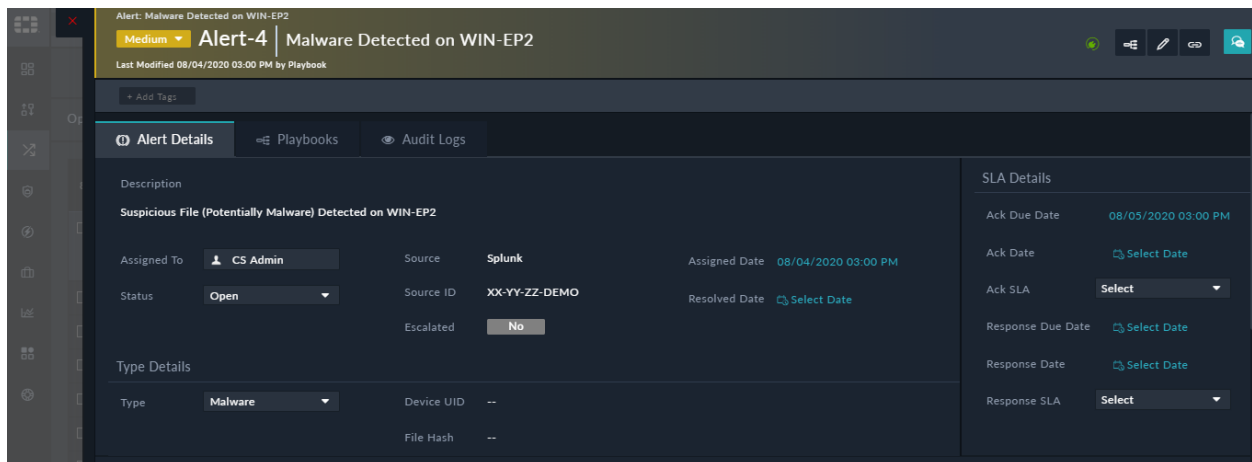 Alert: Malware Detected on WIN-EP2
Medium Alert-4 Malware Detected on WIN-EP2
Last Modified 08/04/2020 03:00 PM by Playbook
+ Add Tags
Alert Details Playbooks Audit Logs
Description
Suspicious File (Potentially Malware) Detected on WIN-EP2
Assigned To CS Admin Source Splunk Assigned Date 08/04/2020 03:00 PM
Status Open Source ID XX-YY-ZZ-DEMO Resolved Date Select Date
Escalated No
Type Details
Type Malware Device UID --
File Hash --
SLA Details
Ack Due Date 08/05/2020 03:00 PM
Ack Date Select Date
Ack SLA Select
Response Due Date Select Date
Response Date Select Date
Response SLA Select